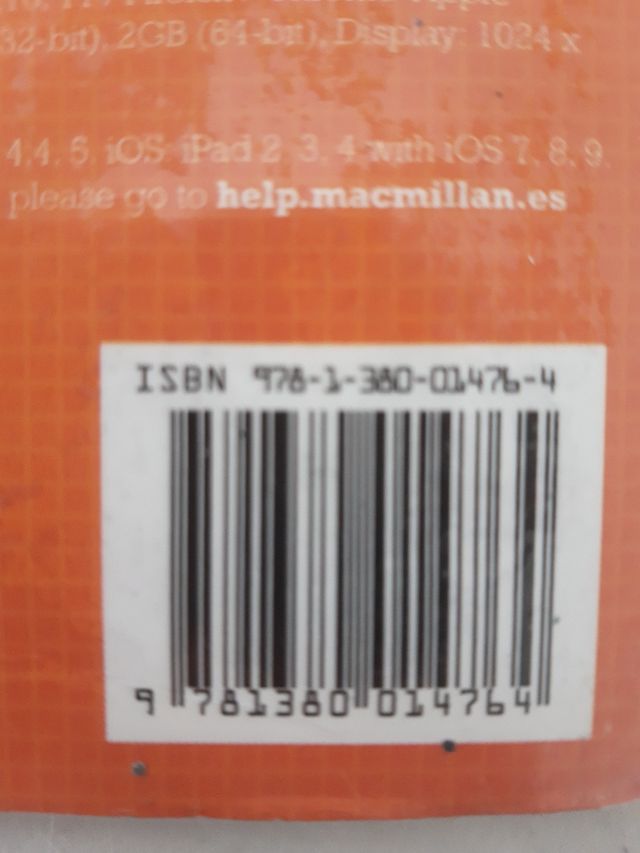 32-bit), 2GB (64-bit), Display: 1024 x
4.4, 5, iOS: iPad 2, 3, 4 with iOS 7, 8, 9.
please go to help.macmillan.es
ISBN 978-1-380-01476-4
9 781380 014764